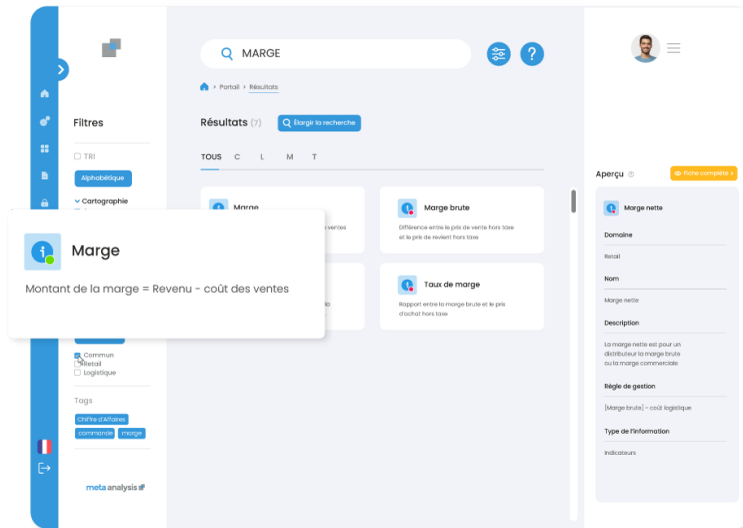 MARGE
Portail > Résultats
Filtres
Résultats (7)
Élargir la recherche
TRI
TOUS C L M T
Alphabétique
Aperçu
Fiche complète >
Cartographie
Marge
ventes
Marge brute
Différence entre le prix de vente hors taxe
et le prix de revient hors taxe
Marge nette
Domaine
Retail
Marge
Montant de la marge = Revenu - coût des ventes
Taux de marge
Rapport entre la marge brute et le prix
d'achat hors taxe
Nom
Marge nette
Description
La marge nette est pour un
distributeur la marge brute
ou la marge commerciale
Règle de gestion
[Marge brute] - coût logistique
Type de l'information
Indicateurs
Commun
Retail
Logistique
Tags
Chiffre d'Affaires
commande marge
meta analysis